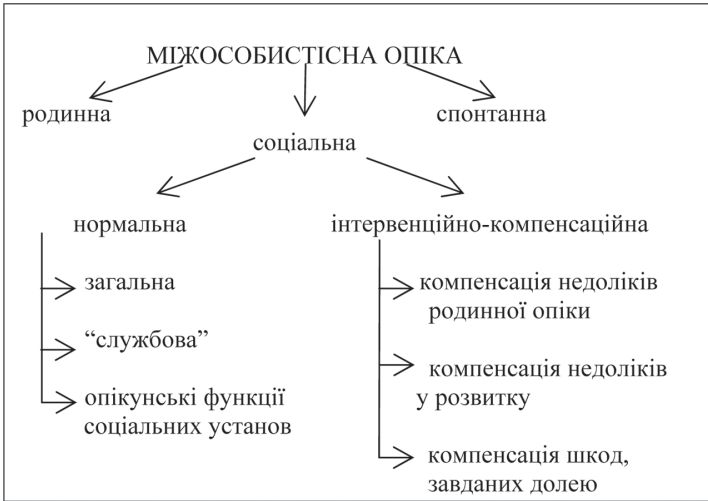 МІЖОСОБИСТІСНА ОПІКА
родинна
спонтанна
соціальна
нормальна
інтервенційно-компенсаційна
загальна
“службова”
опікунські функції
соціальних установ
компенсація недоліків
родинної опіки
компенсація недоліків
у розвитку
компенсація шкод,
завданих долею